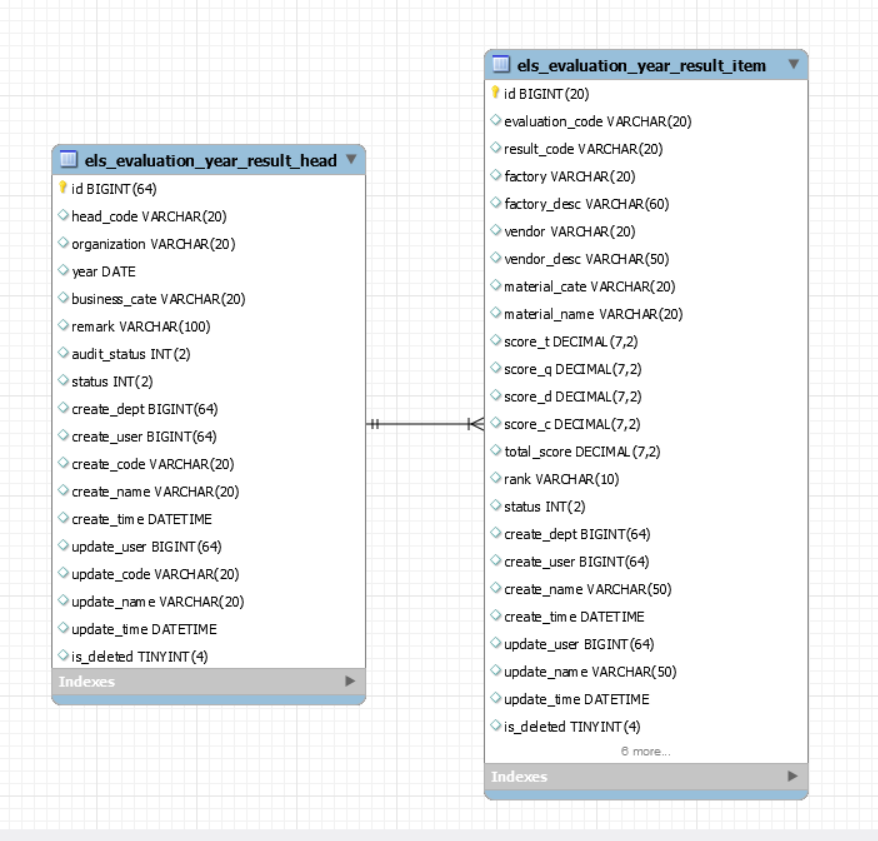 els_evaluation_year_result_head
id BIGINT(64)
head_code VARCHAR(20)
organization VARCHAR(20)
year DATE
business_cate VARCHAR(20)
remark VARCHAR(100)
audit_status INT(2)
status INT(2)
create_dept BIGINT(64)
create_user BIGINT(64)
create_code VARCHAR(20)
create_name VARCHAR(20)
create_time DATETIME
update_user BIGINT(64)
update_code VARCHAR(20)
update_name VARCHAR(20)
update_time DATETIME
is_deleted TINYINT(4)
Indexes
els_evaluation_year_result_item
id BIGINT(20)
evaluation_code VARCHAR(20)
result_code VARCHAR(20)
factory VARCHAR(20)
factory_desc VARCHAR(60)
vendor VARCHAR(20)
vendor_desc VARCHAR(50)
material_cate VARCHAR(20)
material_name VARCHAR(20)
score_t DECIMAL(7,2)
score_q DECIMAL(7,2)
score_d DECIMAL(7,2)
score_c DECIMAL(7,2)
total_score DECIMAL(7,2)
rank VARCHAR(10)
status INT(2)
create_dept BIGINT(64)
create_user BIGINT(64)
create_name VARCHAR(50)
create_time DATETIME
update_user BIGINT(64)
update_name VARCHAR(50)
update_time DATETIME
is_deleted TINYINT(4)
6 more...
Indexes